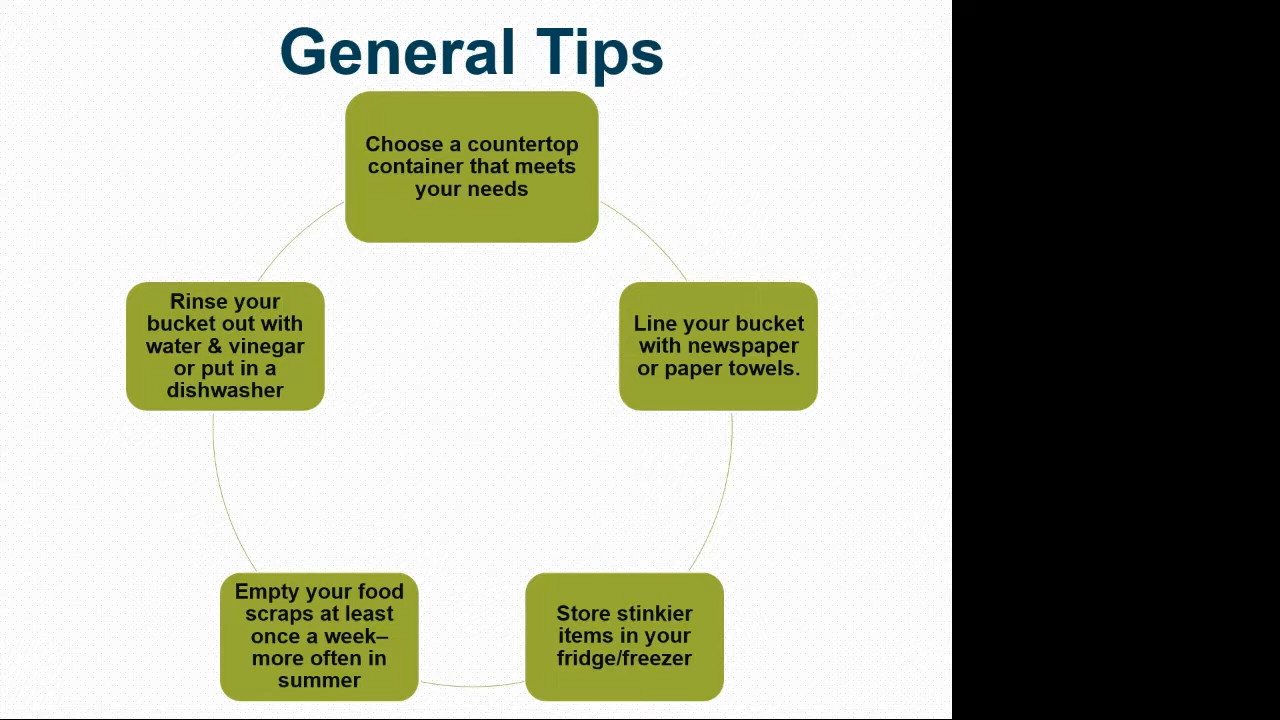 General Tips
Choose a countertop
container that meets
your needs
Line your bucket
with newspaper
or paper towels.
Store stinkier
items in your
fridge/freezer
Empty your food
scraps at least
once a week–
more often in
summer
Rinse your
bucket out with
water & vinegar
or put in a
dishwasher